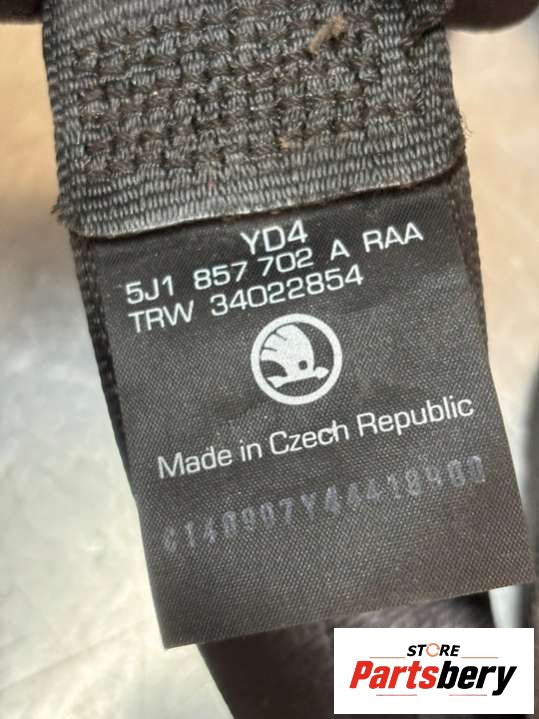 YD4
5J1 857 702 A RAA
TRW 34022854
Made in Czech Republic
STORE
Partsbery